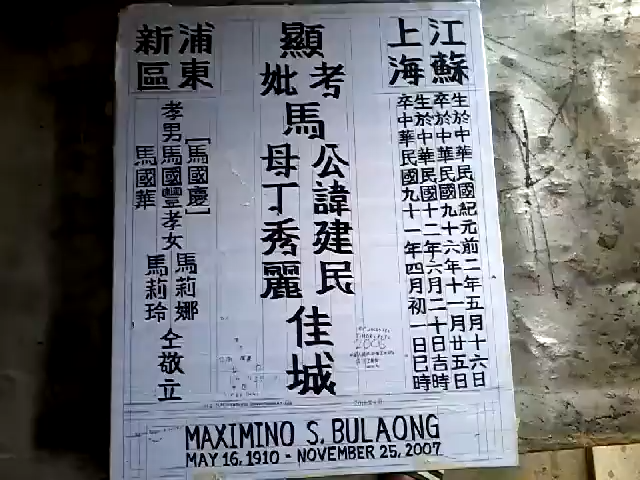 江蘇
上海
生於中華民國紀元前二年五月十六日
卒於中華民國九十六年十一月廿五日
生於中華民國十二年六月二十日吉時
卒中華民國九十一年四月初一日巳時
顯
考妣
馬
公諱建民
母丁秀麗
佳城
浦東
新區
孝男
[馬國慶]
馬國豐
馬國華
孝女
馬莉娜
馬莉玲
仝敬立
2008
MAXIMINO S. BULAONG
MAY 16, 1910 - NOVEMBER 25, 2007